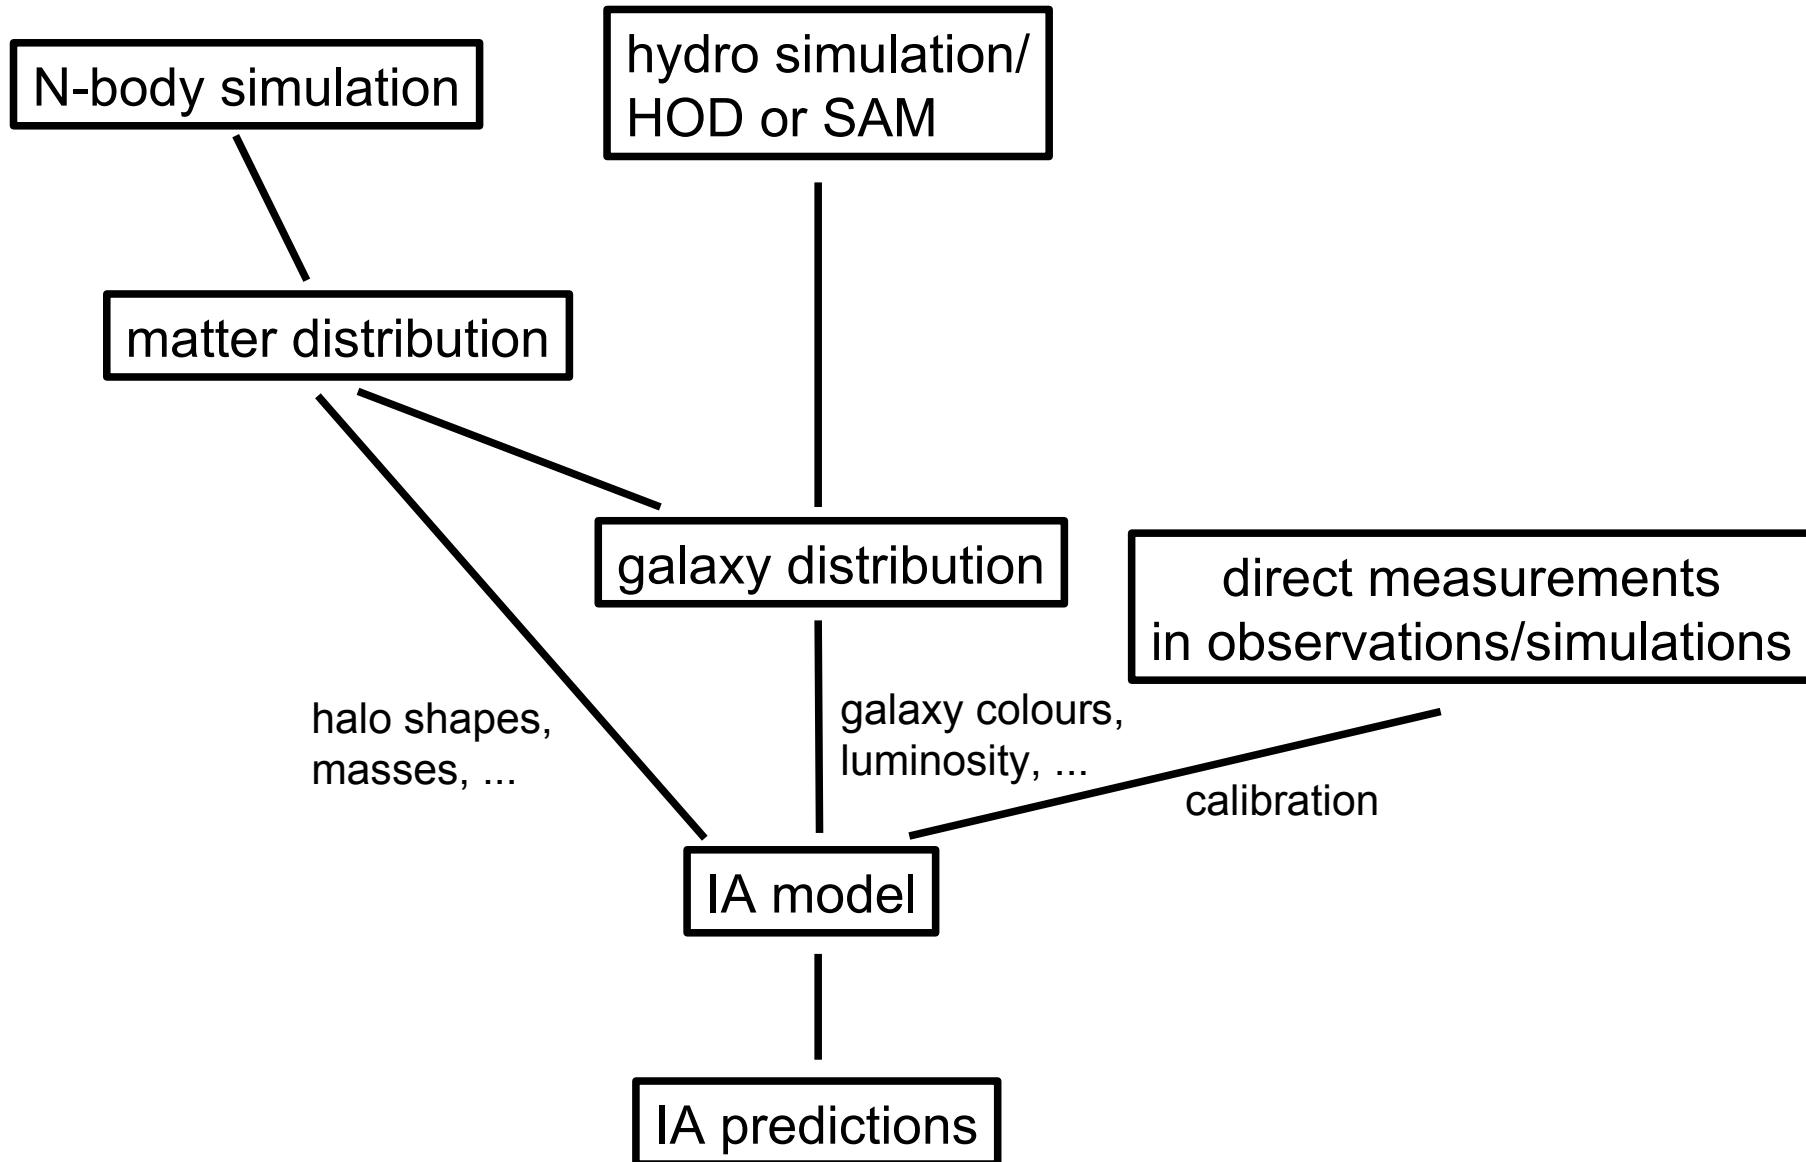 N-body simulation
hydro simulation/
HOD or SAM
matter distribution
galaxy distribution
direct measurements
in observations/simulations
halo shapes,
masses, ...
galaxy colours,
luminosity, ...
calibration
IA model
IA predictions